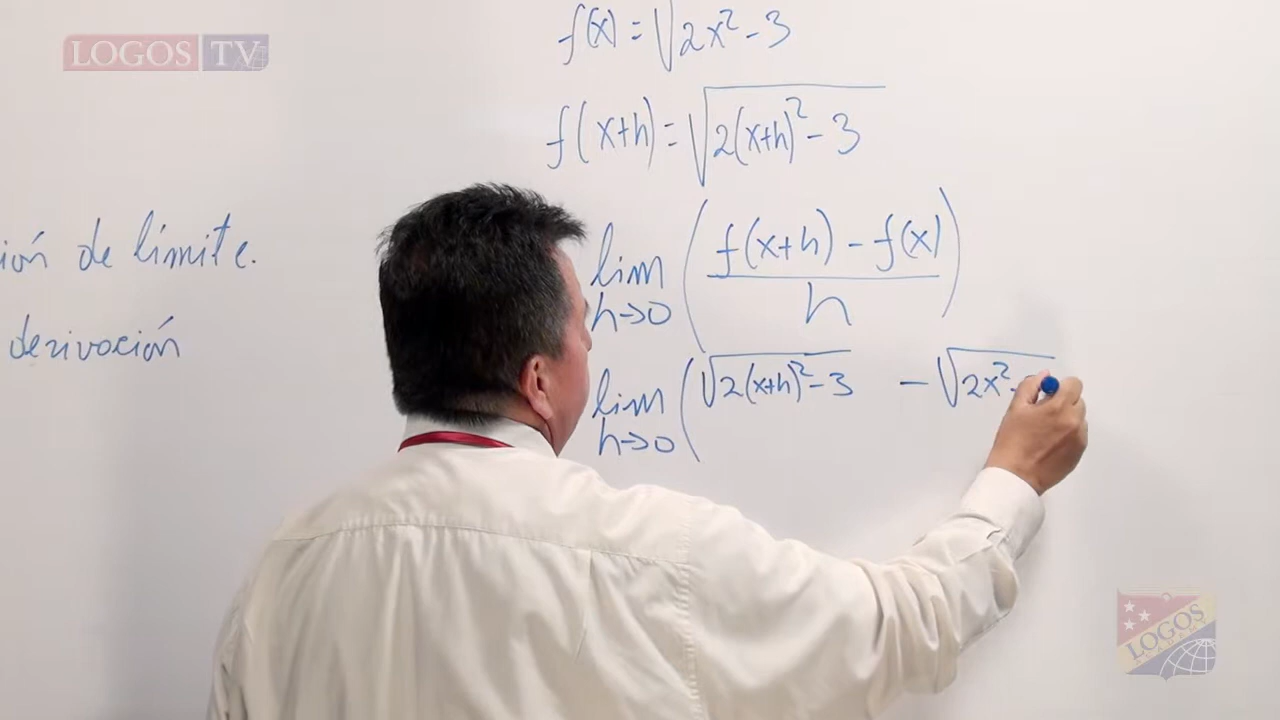 LOGOS TV
f(x) = √2x² - 3
f(x+h) = √2(x+h)² - 3
lim h→0 ( f(x+h) - f(x) / h )
lim h→0 ( √2(x+h)² - 3 - √2x² -
de límite.
derivación
LOGOS
ACADEMY